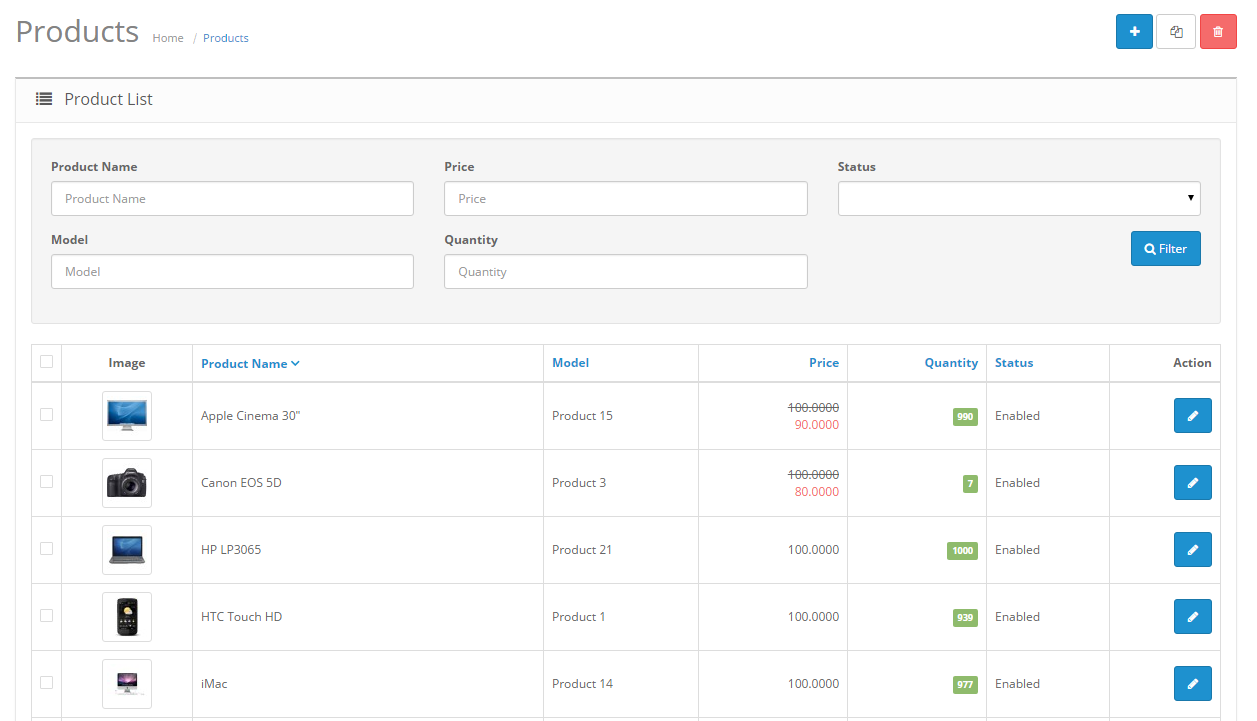 Products Home / Products
Product List
Product Name Price Status
Product Name Price
Model Quantity
Filter
Model Quantity
Image Product Name Model Price Quantity Status Action
Apple Cinema 30" Product 15 100.0000 90.0000 990 Enabled
Canon EOS 5D Product 3 100.0000 80.0000 7 Enabled
HP LP3065 Product 21 100.0000 1000 Enabled
HTC Touch HD Product 1 100.0000 939 Enabled
iMac Product 14 100.0000 977 Enabled